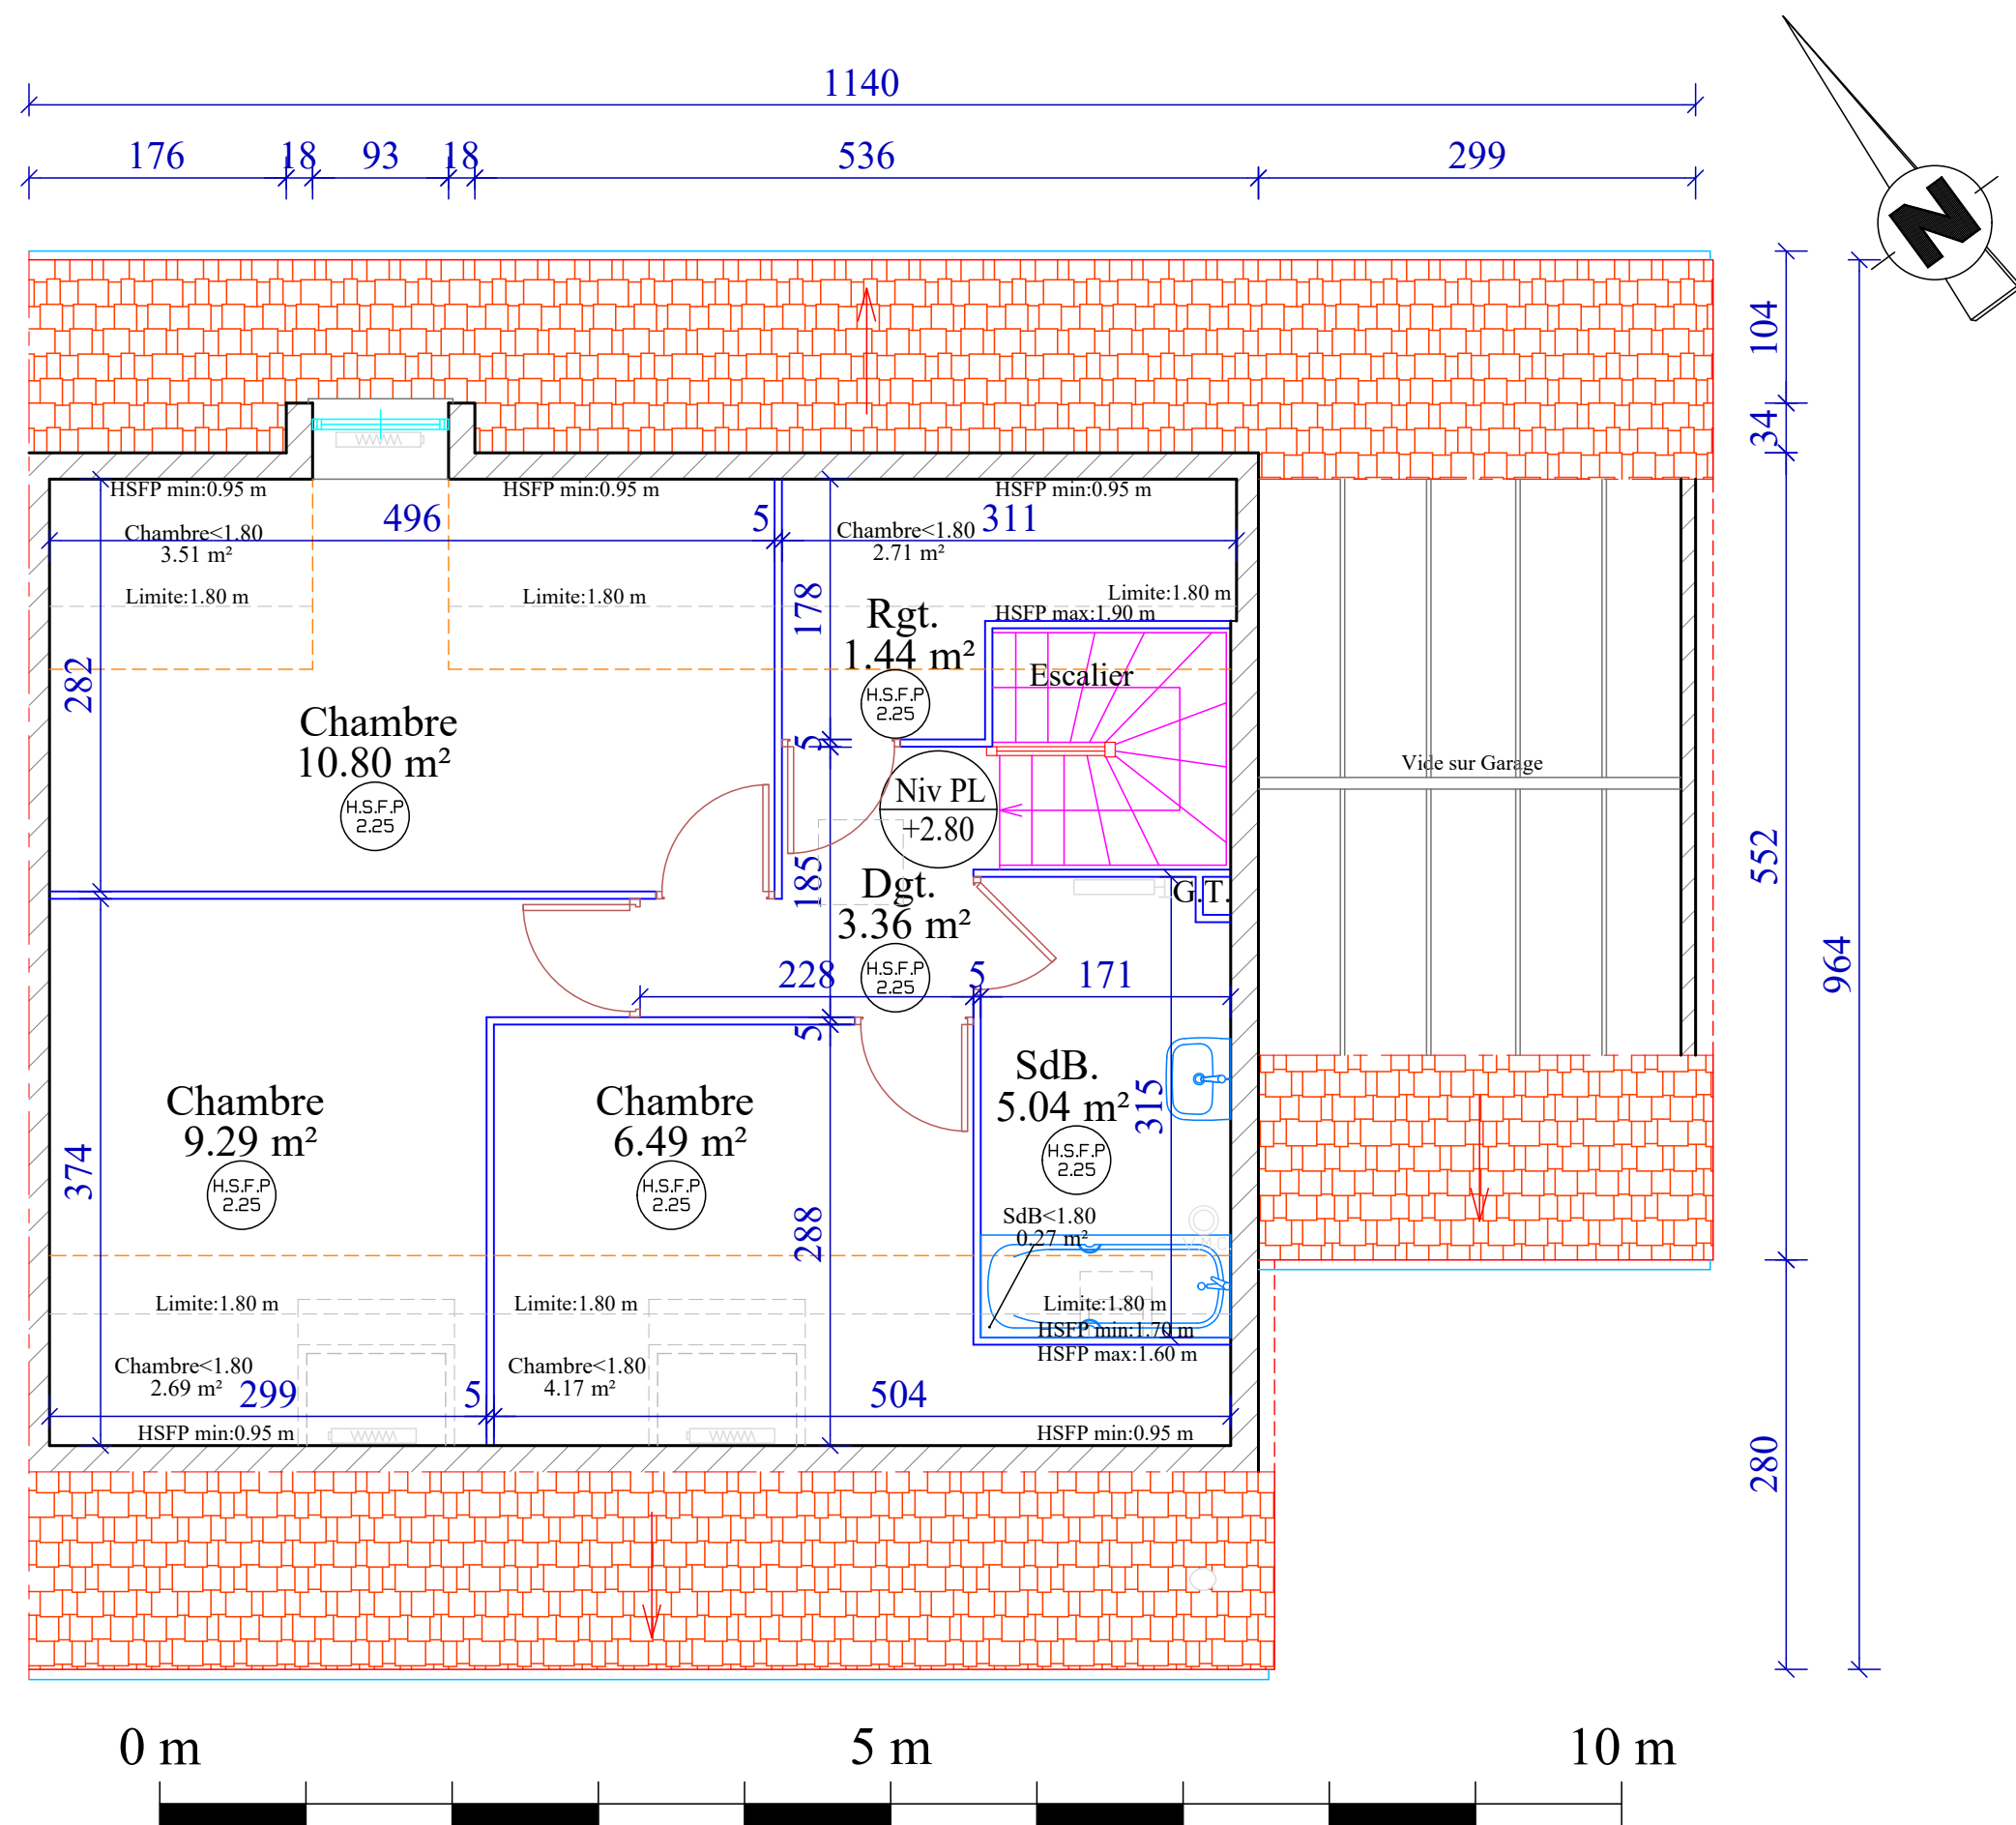 1140
176 18 93 18 536 299
N
104
34
HSFP min:0.95 m HSFP min:0.95 m HSFP min:0.95 m
496 5 311
Chambre<1.80
3.51 m²
Chambre<1.80
2.71 m²
Limite:1.80 m Limite:1.80 m Limite:1.80 m
HSFP max:1.90 m
178
Rgt.
1.44 m²
H.S.F.P
2.25
Escalier
282
Chambre
10.80 m²
H.S.F.P
2.25
5
Niv PL
+2.80
Vide sur Garage
185
Dgt.
3.36 m²
H.S.F.P
2.25
G.T.
552
964
228 5 171
5
Chambre
9.29 m²
H.S.F.P
2.25
Chambre
6.49 m²
H.S.F.P
2.25
SdB.
5.04 m²
H.S.F.P
2.25
315
374
288
SdB<1.80
0.27 m²
VMC
Limite:1.80 m Limite:1.80 m Limite:1.80 m
HSFP min:1.70 m
HSFP max:1.60 m
Chambre<1.80
2.69 m²
Chambre<1.80
4.17 m²
299 5 504
HSFP min:0.95 m HSFP min:0.95 m
280
0 m 5 m 10 m